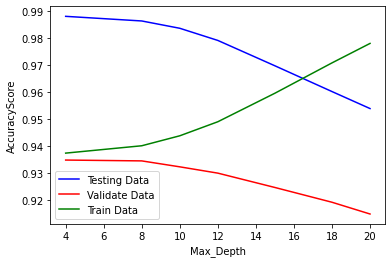 0.99
0.98
0.97
0.96
0.95
0.94
0.93
0.92
AccuracyScore
Testing Data
Validate Data
Train Data
4 6 8 10 12 14 16 18 20
Max_Depth